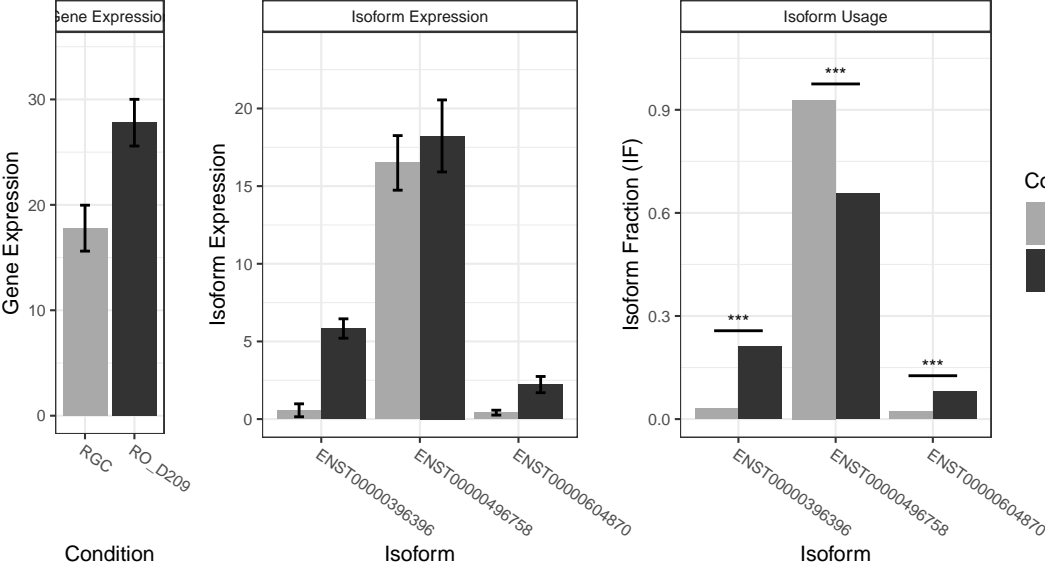 Gene Expression
Isoform Expression
Isoform Usage
Gene Expression
0
10
20
30
RGC
RO_D209
Condition
Isoform Expression
0
5
10
15
20
ENST00000396396
ENST00000496758
ENST00000604870
Isoform
Isoform Fraction (IF)
0.0
0.3
0.6
0.9
***
***
***
ENST00000396396
ENST00000496758
ENST00000604870
Isoform
Co